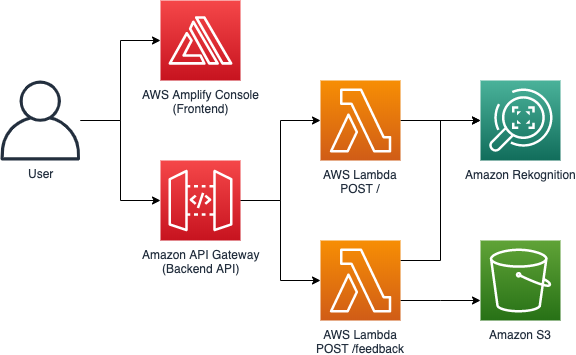 AWS Amplify Console
(Frontend)
User
AWS Lambda
POST /
Amazon Rekognition
</>
Amazon API Gateway
(Backend API)
AWS Lambda
POST /feedback
Amazon S3